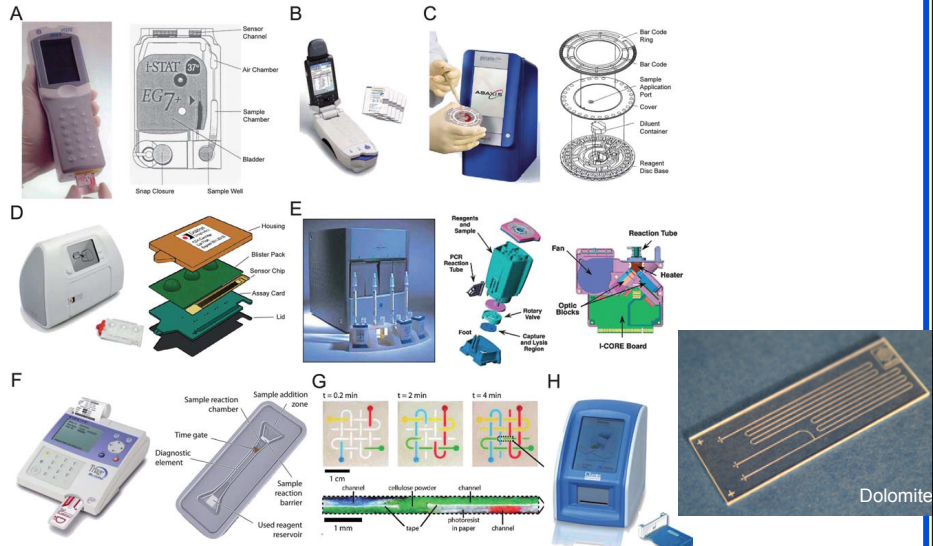 A
Sensor
Channel
i-STAT
37°
EG7+
Air Chamber
Sample
Chamber
Bladder
Snap Closure
Sample Well
B
C
ABAXIS
Bar Code
Ring
Bar Code
Sample
Application
Port
Cover
Diluent
Container
Reagent
Disc Base
D
Housing
Blister Pack
Sensor Chip
Assay Card
Lid
E
Reagents
and
Sample
PCR
Reaction
Tube
Rotary
Valve
Foot
Capture
and Lysis
Region
Reaction Tube
Fan
Heater
Optic
Blocks
I-CORE Board
F
Sample addition
zone
Sample reaction
chamber
Time gate
Diagnostic
element
Sample
reaction
barrier
Used reagent
reservoir
G
t = 0.2 min
t = 2 min
t = 4 min
1 cm
channel
cellulose powder
channel
1 mm
tape
photoresist
in paper
channel
H
Dolomite